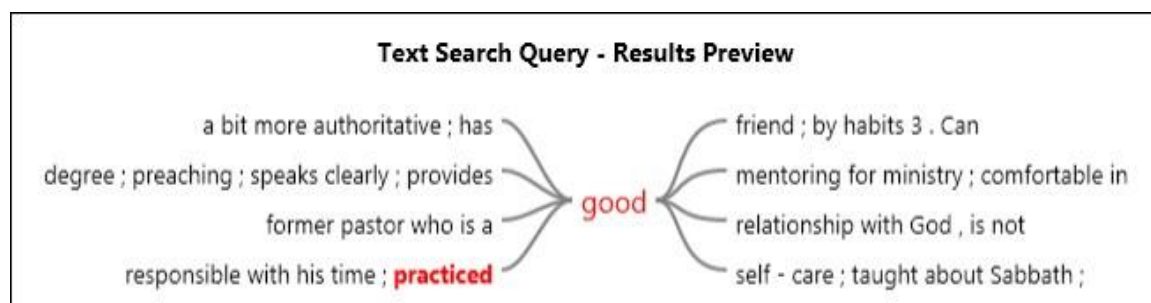 Text Search Query - Results Preview
a bit more authoritative ; has
degree ; preaching ; speaks clearly ; provides
former pastor who is a
responsible with his time ; practiced
good
friend ; by habits 3 . Can
mentoring for ministry ; comfortable in
relationship with God , is not
self - care ; taught about Sabbath ;